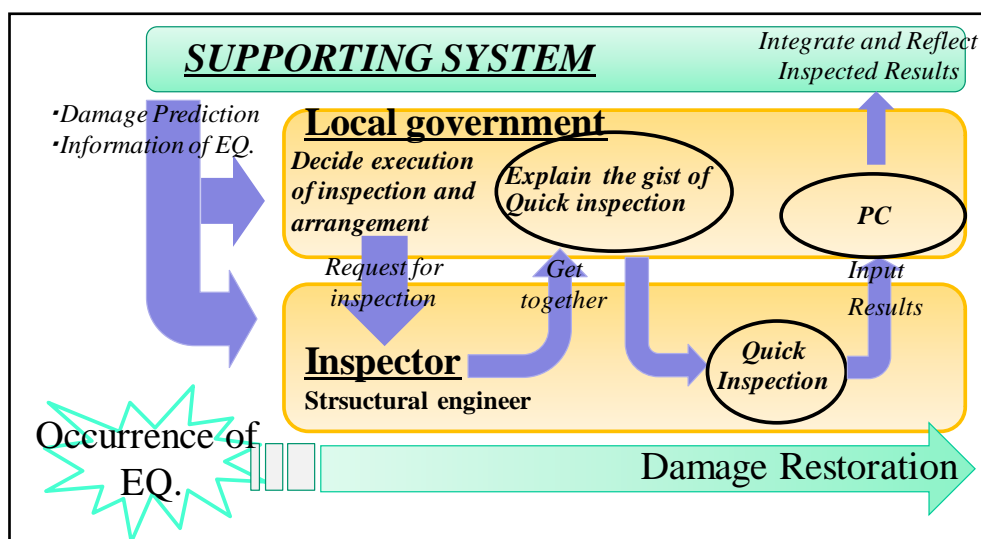 SUPPORTING SYSTEM
Integrate and Reflect
Inspected Results
・Damage Prediction
・Information of EQ.
Local government
Decide execution
of inspection and
arrangement
Explain the gist of
Quick inspection
PC
Request for
inspection
Get
together
Input
Results
Inspector
Strsuctural engineer
Quick
Inspection
Occurrence of
EQ.
Damage Restoration